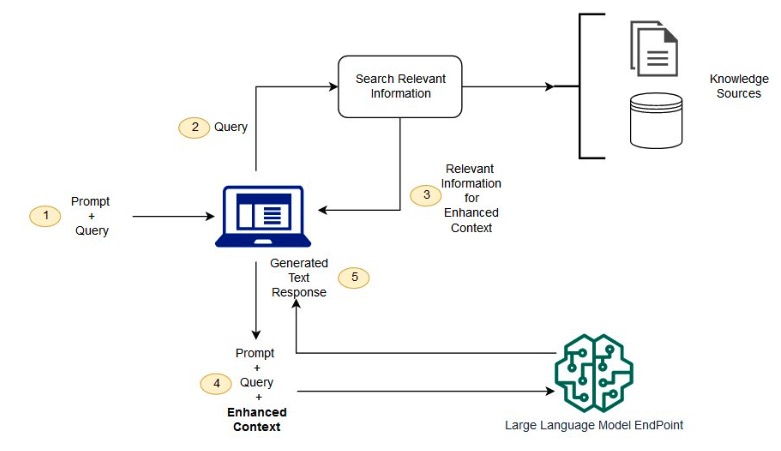 Search Relevant
Information
Knowledge
Sources
2
Query
1
Prompt
+
Query
3
Relevant
Information
for
Enhanced
Context
Generated
Text
Response
5
4
Prompt
+
Query
+
Enhanced
Context
Large Language Model EndPoint